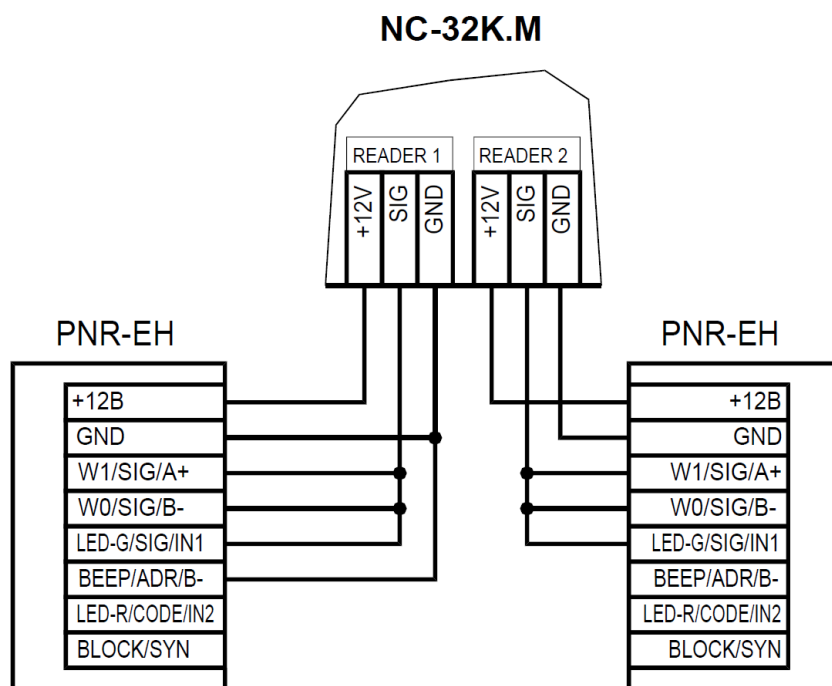 NC-32K.M
READER 1
READER 2
+12V
SIG
GND
+12V
SIG
GND
PNR-EH
+12В
GND
W1/SIG/A+
W0/SIG/B-
LED-G/SIG/IN1
BEEP/ADR/B-
LED-R/CODE/IN2
BLOCK/SYN
PNR-EH
+12В
GND
W1/SIG/A+
W0/SIG/B-
LED-G/SIG/IN1
BEEP/ADR/B-
LED-R/CODE/IN2
BLOCK/SYN